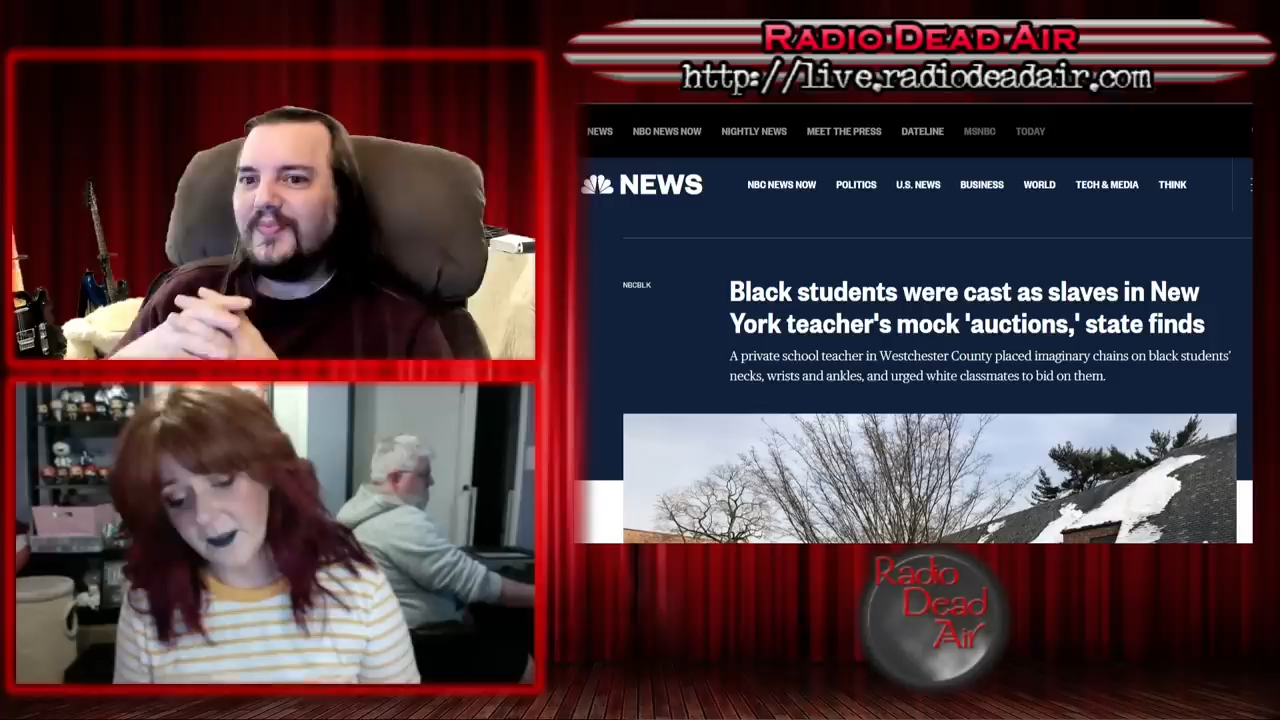 Radio Dead Air
http://live.radiodeadair.com
NEWS NBC NEWS NOW NIGHTLY NEWS MEET THE PRESS DATELINE MSNBC TODAY
NEWS NBC NEWS NOW POLITICS U.S. NEWS BUSINESS WORLD TECH & MEDIA THINK
NBCBLK
Black students were cast as slaves in New
York teacher's mock 'auctions,' state finds
A private school teacher in Westchester County placed imaginary chains on black students’
necks, wrists and ankles, and urged white classmates to bid on them.
Radio
Dead
Air